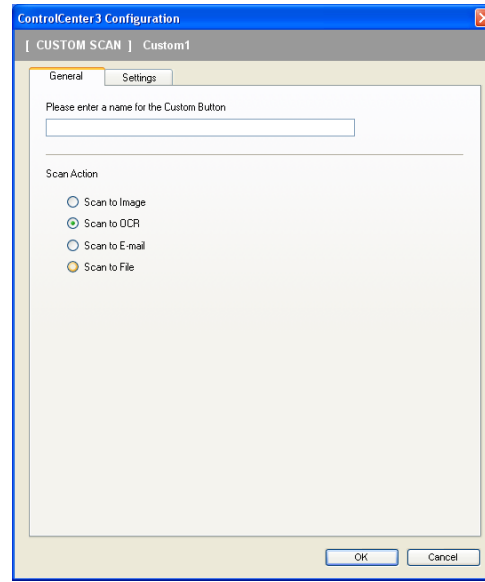 ControlCenter3 Configuration
[ CUSTOM SCAN ] Custom1
General Settings
Please enter a name for the Custom Button
Scan Action
Scan to Image
Scan to OCR
Scan to E-mail
Scan to File
OK Cancel